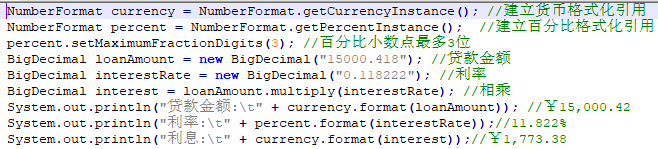 NumberFormat currency = NumberFormat.getCurrencyInstance(); //建立货币格式化引用
NumberFormat percent = NumberFormat.getPercentInstance();  //建立百分比格式化引用
percent.setMaximumFractionDigits(3); //百分比小数点最多3位
BigDecimal loanAmount = new BigDecimal("15000.418"); //贷款金额
BigDecimal interestRate = new BigDecimal("0.118222"); //利率
BigDecimal interest = loanAmount.multiply(interestRate); //相乘
System.out.println("贷款金额:\t" + currency.format(loanAmount)); //￥15,000.42
System.out.println("利率:\t" + percent.format(interestRate));//11.822%
System.out.println("利息:\t" + currency.format(interest));//￥1,773.38